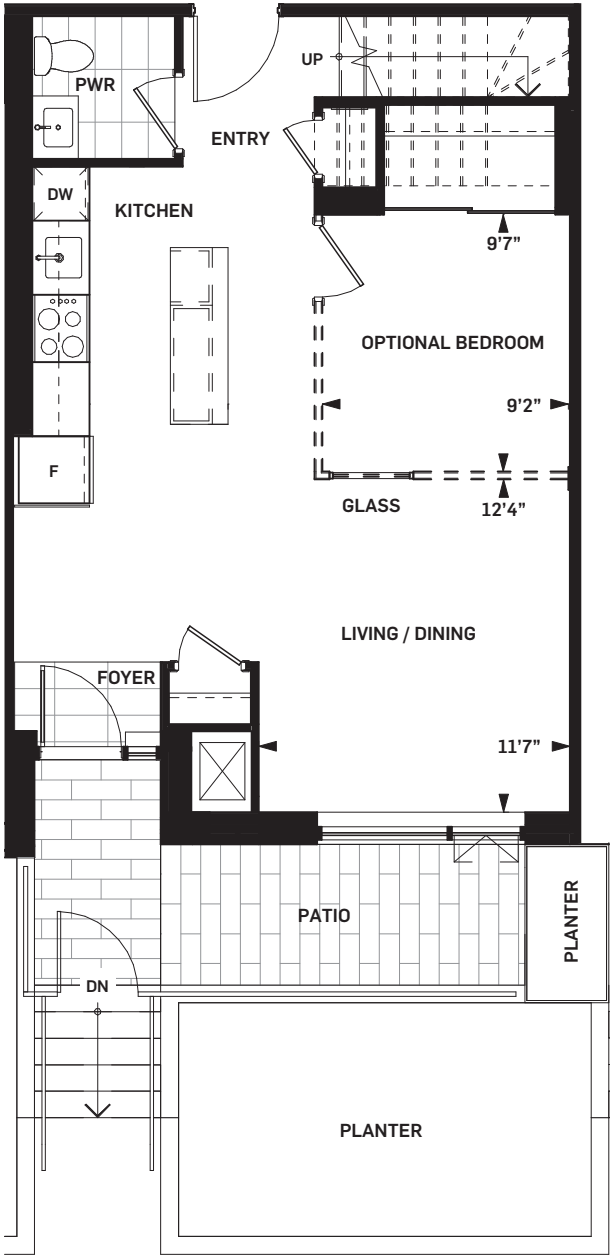 UP
PWR
ENTRY
DW
KITCHEN
9'7"
OPTIONAL BEDROOM
9'2"
F
GLASS
12'4"
LIVING / DINING
FOYER
11'7"
PATIO
PLANTER
DN
PLANTER